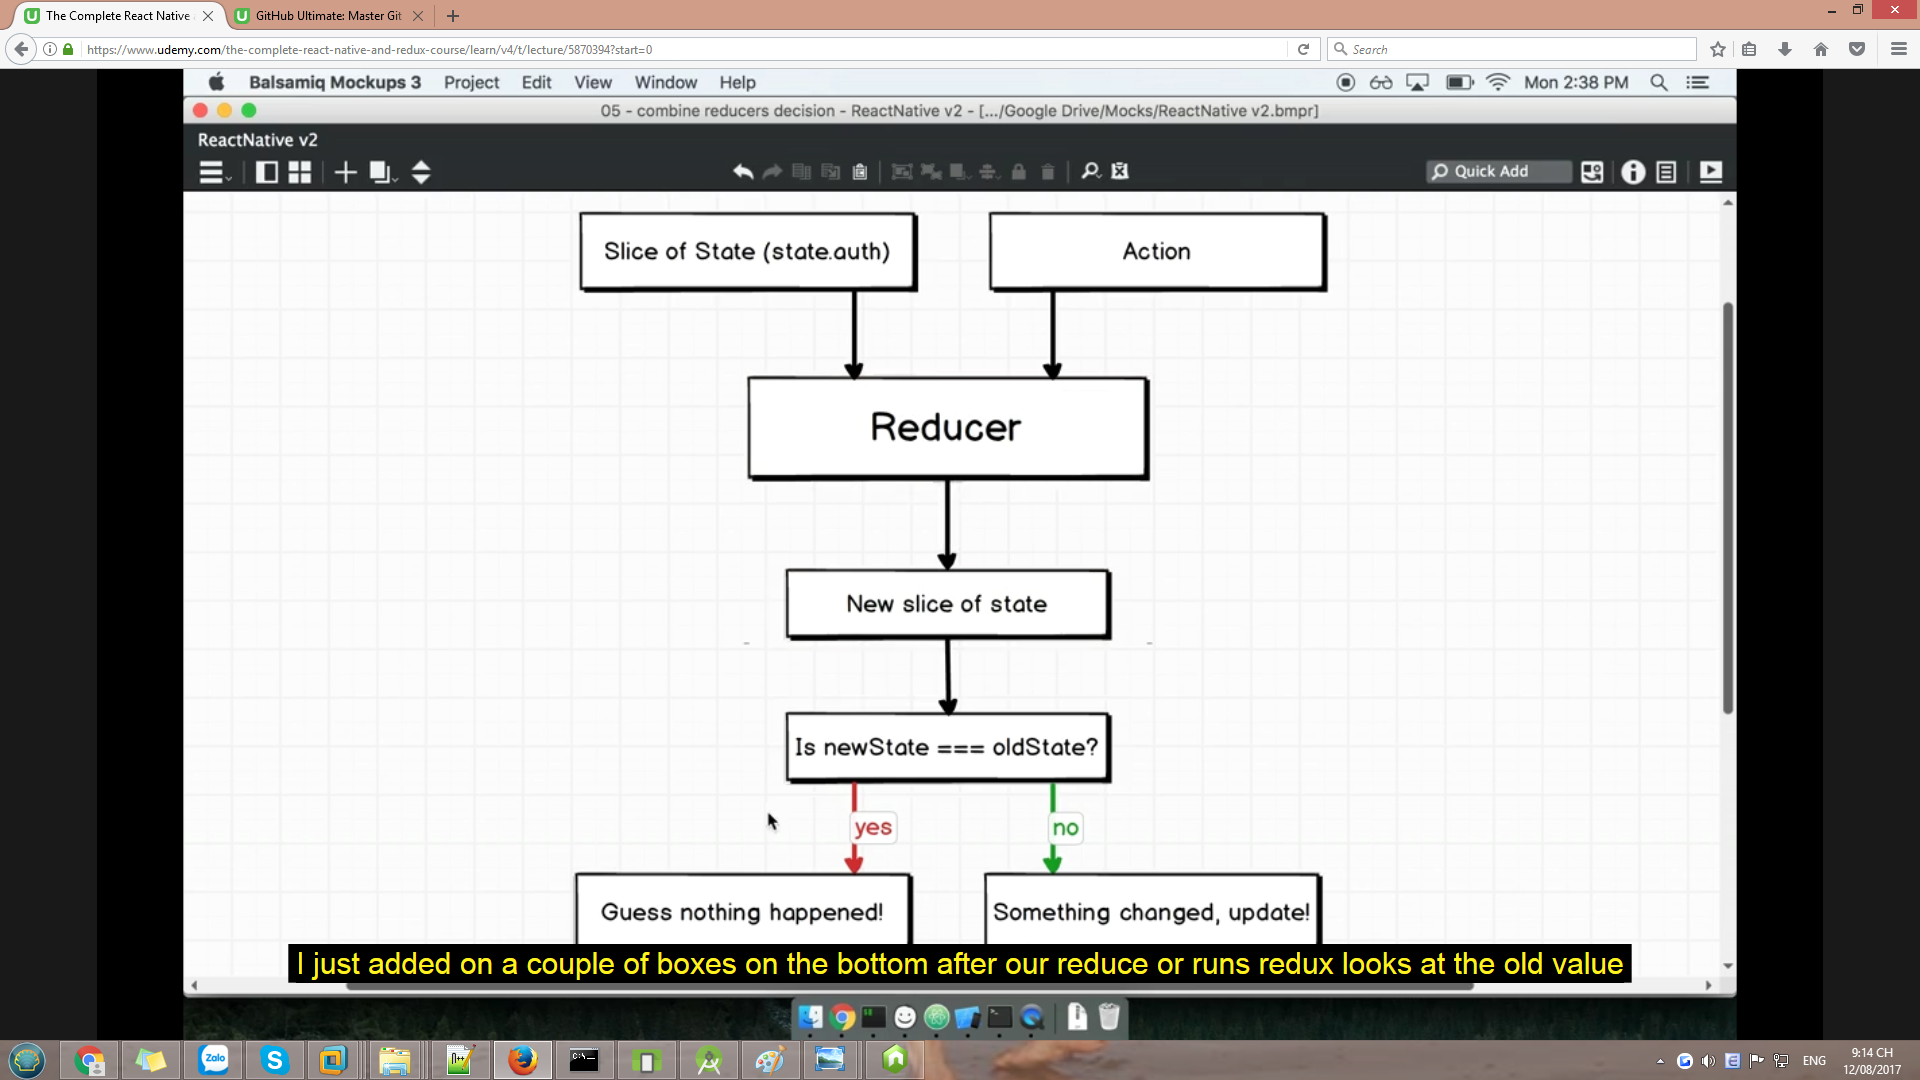 The Complete React Native
GitHub Ultimate: Master Git
https://www.udemy.com/the-complete-react-native-and-redux-course/learn/v4/t/lecture/5870394?start=0
Search
Balsamiq Mockups 3 Project Edit View Window Help
Mon 2:38 PM
05 - combine reducers decision - ReactNative v2 - [.../Google Drive/Mocks/ReactNative v2.bmpr]
ReactNative v2
Quick Add
Slice of State (state.auth)
Action
Reducer
New slice of state
Is newState === oldState?
yes
no
Guess nothing happened!
Something changed, update!
I just added on a couple of boxes on the bottom after our reduce or runs redux looks at the old value
Zalo
ENG
9:14 CH
12/08/2017